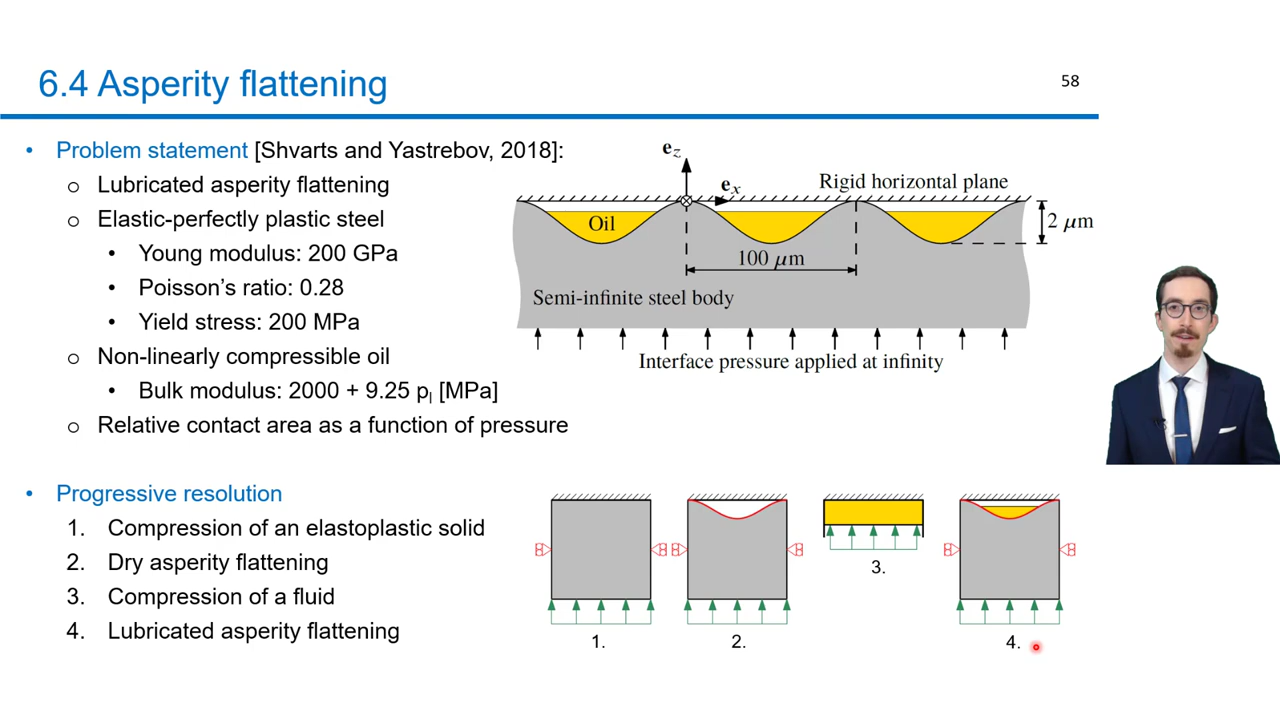 6.4 Asperity flattening
58
• Problem statement [Shvarts and Yastrebov, 2018]:
o Lubricated asperity flattening
o Elastic-perfectly plastic steel
• Young modulus: 200 GPa
• Poisson's ratio: 0.28
• Yield stress: 200 MPa
o Non-linearly compressible oil
• Bulk modulus: 2000 + 9.25 pl [MPa]
o Relative contact area as a function of pressure
ez
ex
Rigid horizontal plane
Oil
2 μm
100 μm
Semi-infinite steel body
Interface pressure applied at infinity
• Progressive resolution
1. Compression of an elastoplastic solid
2. Dry asperity flattening
3. Compression of a fluid
4. Lubricated asperity flattening
1.
2.
3.
4.